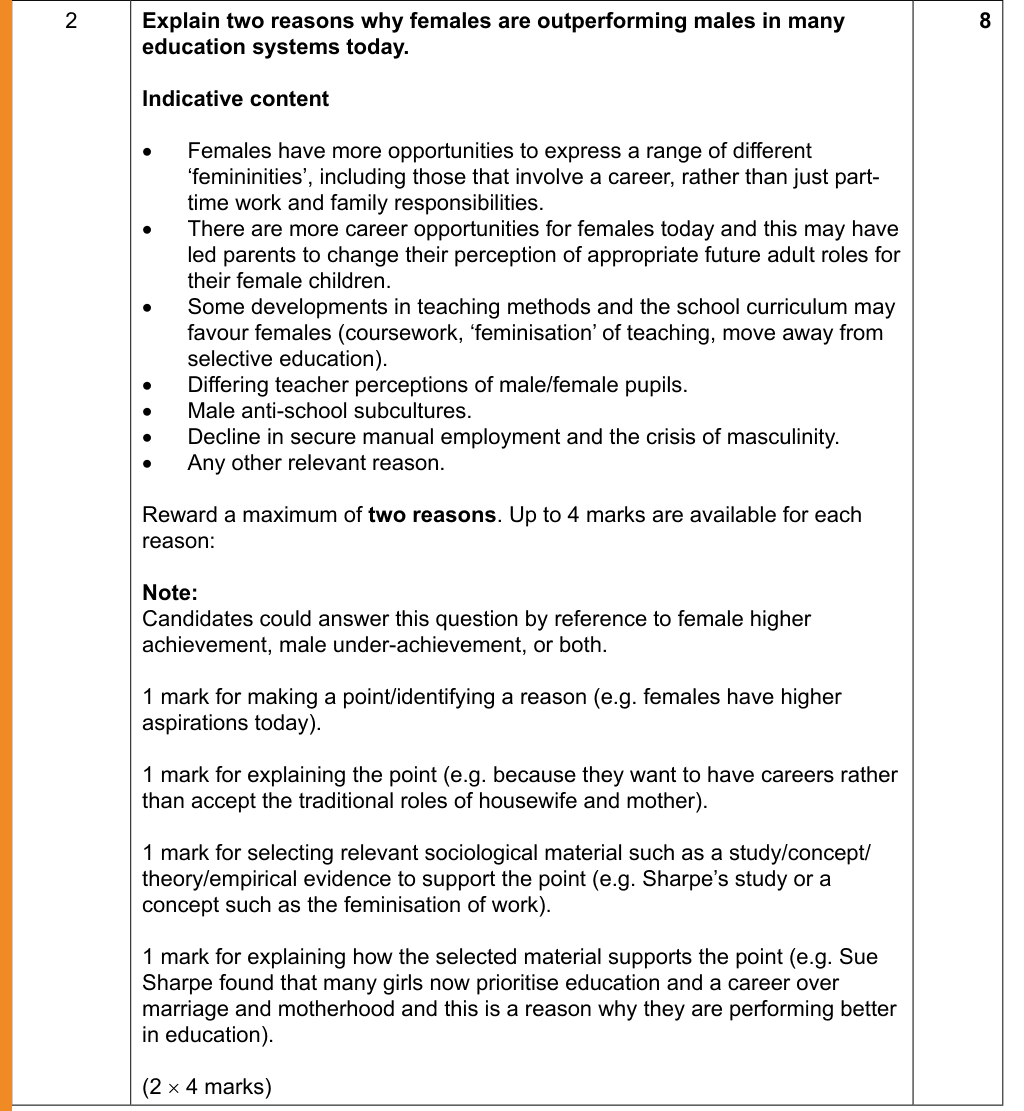 2
Explain two reasons why females are outperforming males in many
8
education systems today.
Indicative content
• Females have more opportunities to express a range of different
‘femininities’, including those that involve a career, rather than just part-
time work and family responsibilities.
• There are more career opportunities for females today and this may have
led parents to change their perception of appropriate future adult roles for
their female children.
• Some developments in teaching methods and the school curriculum may
favour females (coursework, ‘feminisation’ of teaching, move away from
selective education).
• Differing teacher perceptions of male/female pupils.
• Male anti-school subcultures.
• Decline in secure manual employment and the crisis of masculinity.
• Any other relevant reason.
Reward a maximum of two reasons. Up to 4 marks are available for each
reason:
Note:
Candidates could answer this question by reference to female higher
achievement, male under-achievement, or both.
1 mark for making a point/identifying a reason (e.g. females have higher
aspirations today).
1 mark for explaining the point (e.g. because they want to have careers rather
than accept the traditional roles of housewife and mother).
1 mark for selecting relevant sociological material such as a study/concept/
theory/empirical evidence to support the point (e.g. Sharpe’s study or a
concept such as the feminisation of work).
1 mark for explaining how the selected material supports the point (e.g. Sue
Sharpe found that many girls now prioritise education and a career over
marriage and motherhood and this is a reason why they are performing better
in education).
(2 × 4 marks)